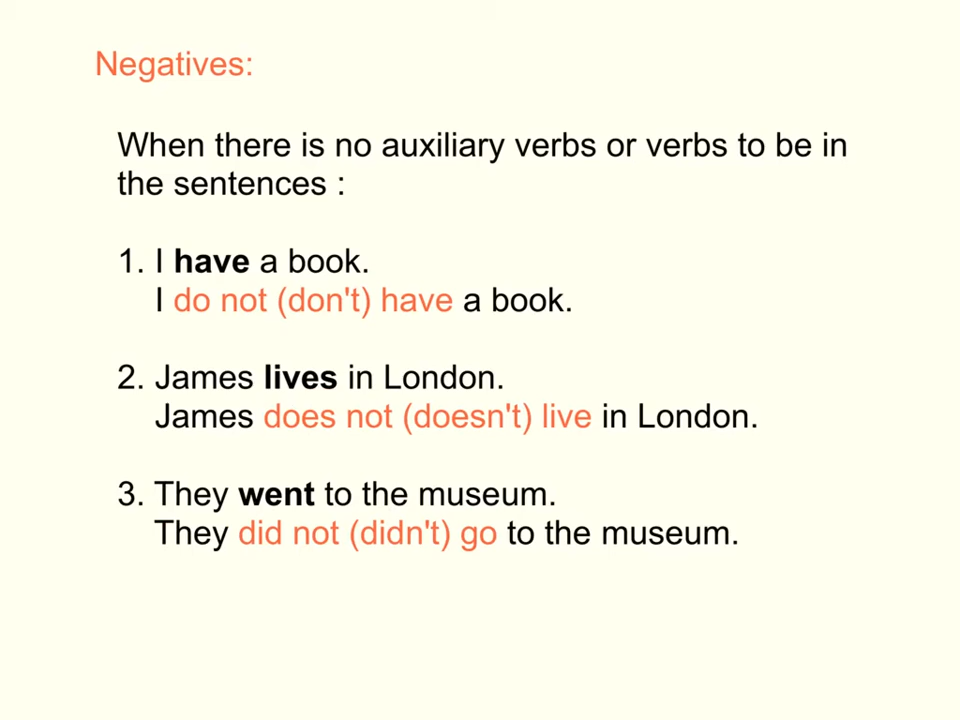 Negatives:
When there is no auxiliary verbs or verbs to be in
the sentences :
1. I have a book.
I do not (don't) have a book.
2. James lives in London.
James does not (doesn't) live in London.
3. They went to the museum.
They did not (didn't) go to the museum.